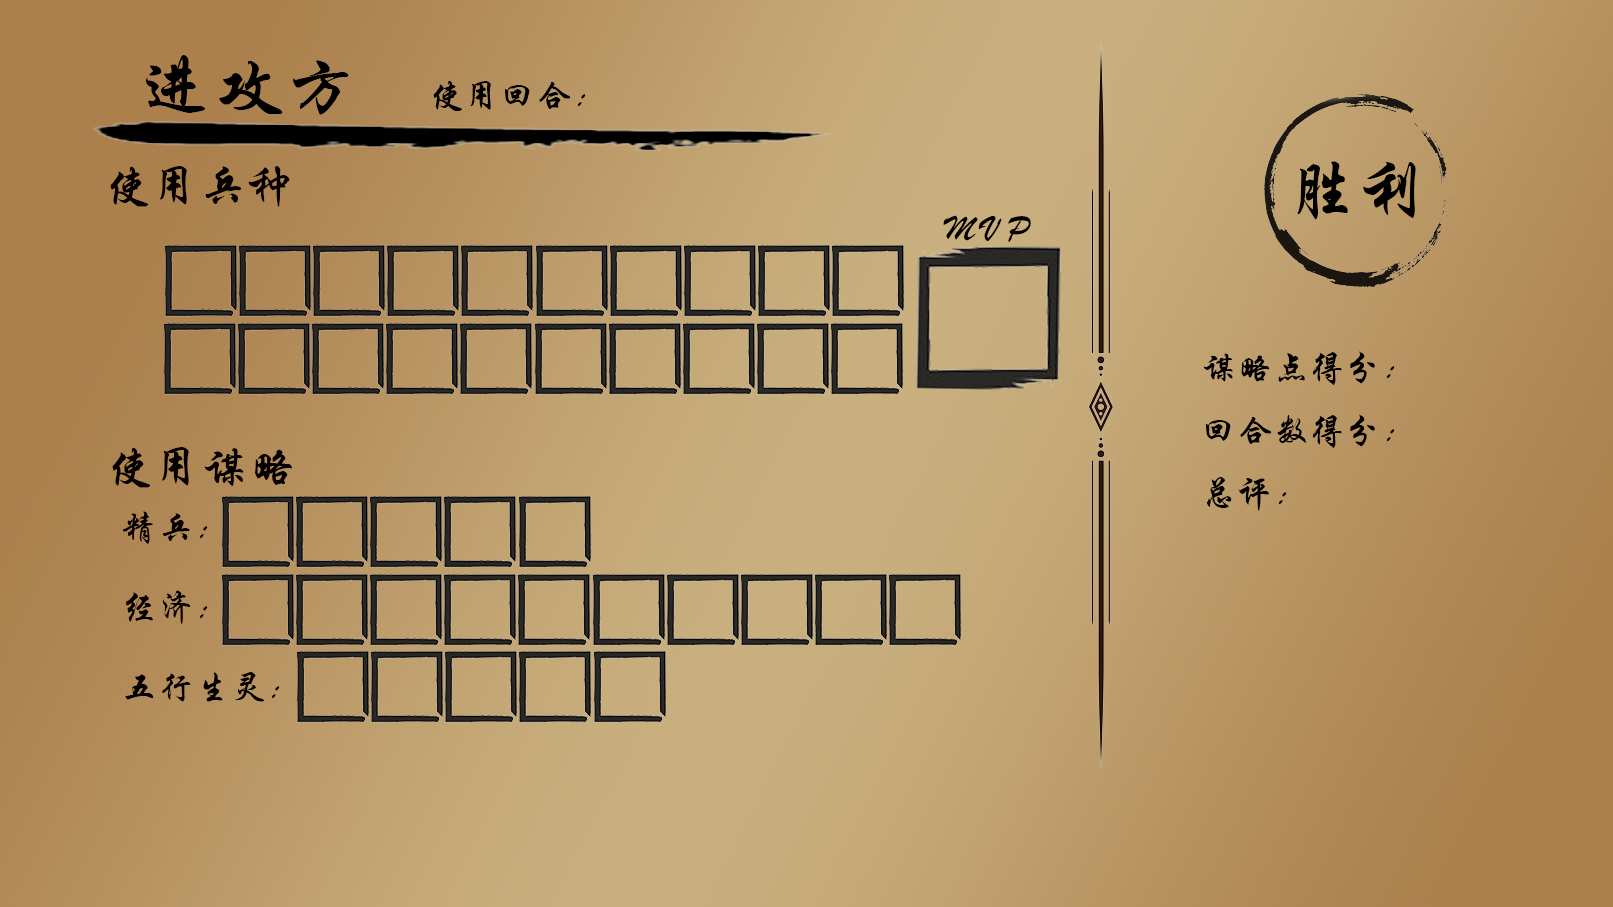 进攻方 使用回合：
使用兵种
MVP
使用谋略
精兵：
经济：
五行生灵：
胜利
谋略点得分：
回合数得分：
总评：